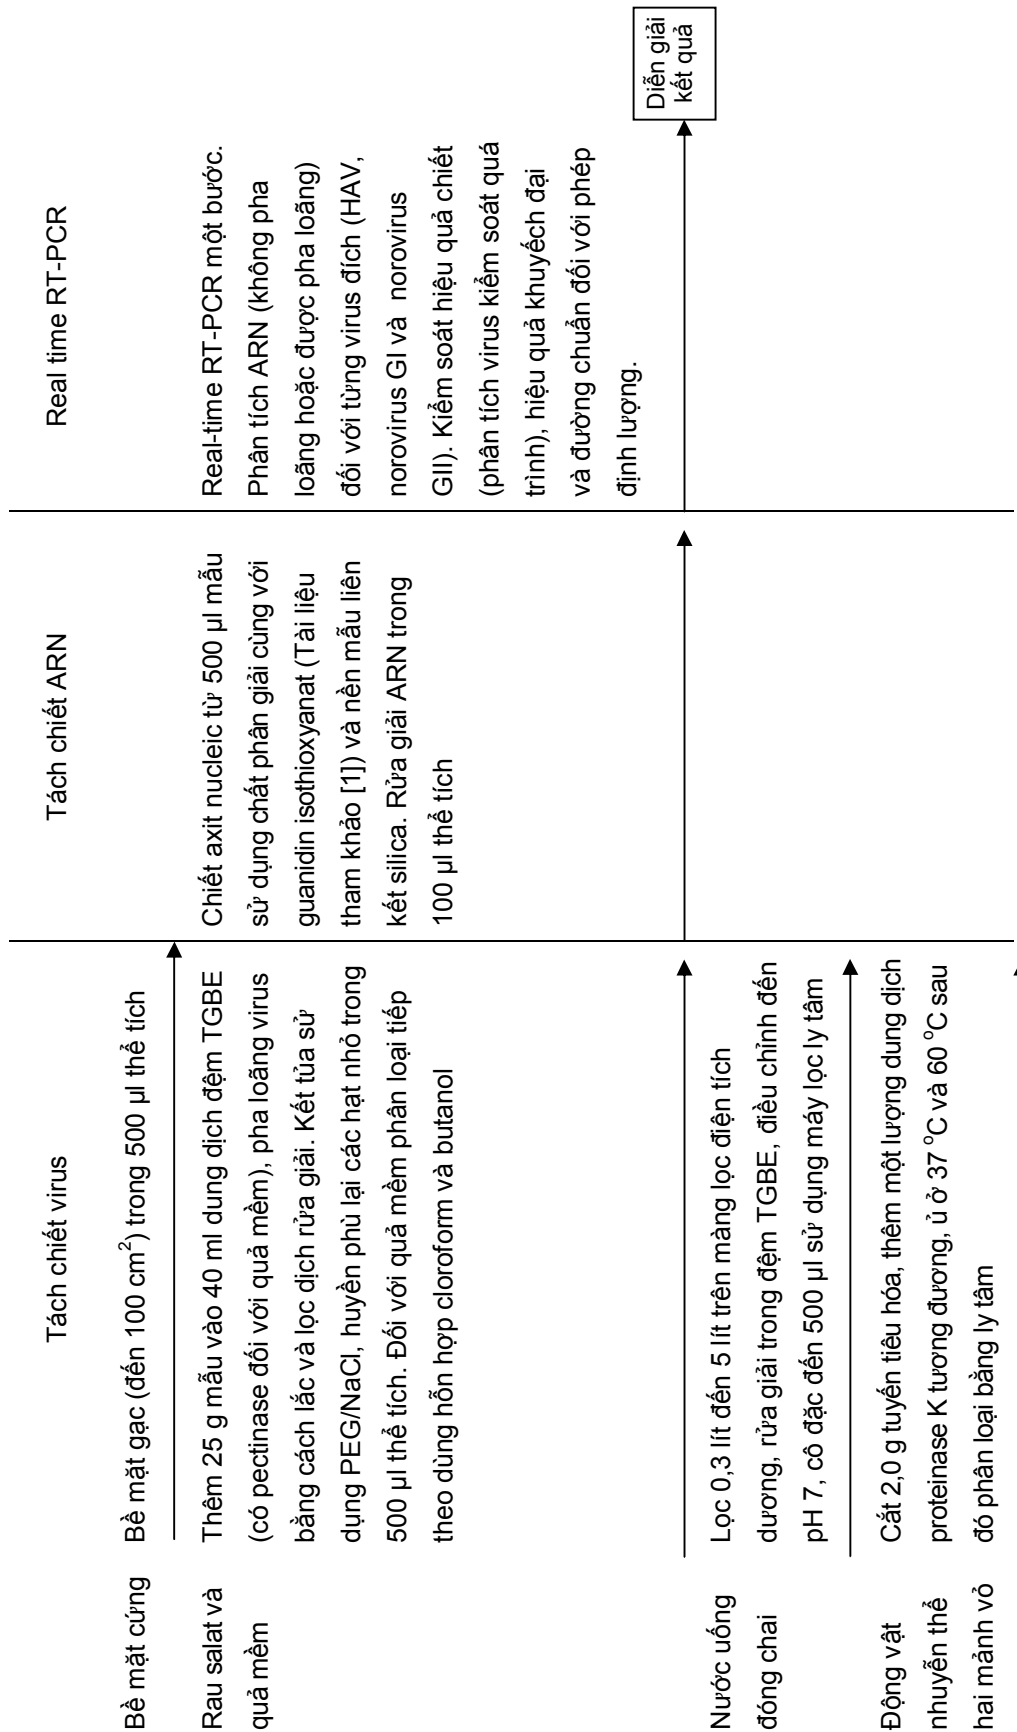 Tách chiết virus
Tách chiết ARN
Real time RT-PCR
Bề mặt cứng
Bề mặt gạc (đến 100 cm²) trong 500 µl thể tích
Rau salat và
quả mềm
Thêm 25 g mẫu vào 40 ml dung dịch đệm TGBE
(có pectinase đối với quả mềm), pha loãng virus
bằng cách lắc và lọc dịch rửa giải. Kết tủa sử
dụng PEG/NaCl, huyền phù lại các hạt nhỏ trong
500 µl thể tích. Đối với quả mềm phân loại tiếp
theo dùng hỗn hợp cloroform và butanol
Chiết axit nucleic từ 500 µl mẫu
sử dụng chất phân giải cùng với
guanidin isothioxyanat (Tài liệu
tham khảo [1]) và nền mẫu liên
kết silica. Rửa giải ARN trong
100 µl thể tích
Real-time RT-PCR một bước.
Phân tích ARN (không pha
loãng hoặc được pha loãng)
đối với từng virus đích (HAV,
norovirus GI và norovirus
GII). Kiểm soát hiệu quả chiết
(phân tích virus kiểm soát quá
trình), hiệu quả khuyếch đại
và đường chuẩn đối với phép
định lượng.
Diễn giải
kết quả
Nước uống
đóng chai
Lọc 0,3 lít đến 5 lít trên màng lọc điện tích
dương, rửa giải trong đệm TGBE, điều chỉnh đến
pH 7, cô đặc đến 500 µl sử dụng máy lọc ly tâm
Động vật
nhuyễn thể
hai mảnh vỏ
Cắt 2,0 g tuyến tiêu hóa, thêm một lượng dung dịch
proteinase K tương đương, ủ ở 37 °C và 60 °C sau
đó phân loại bằng ly tâm